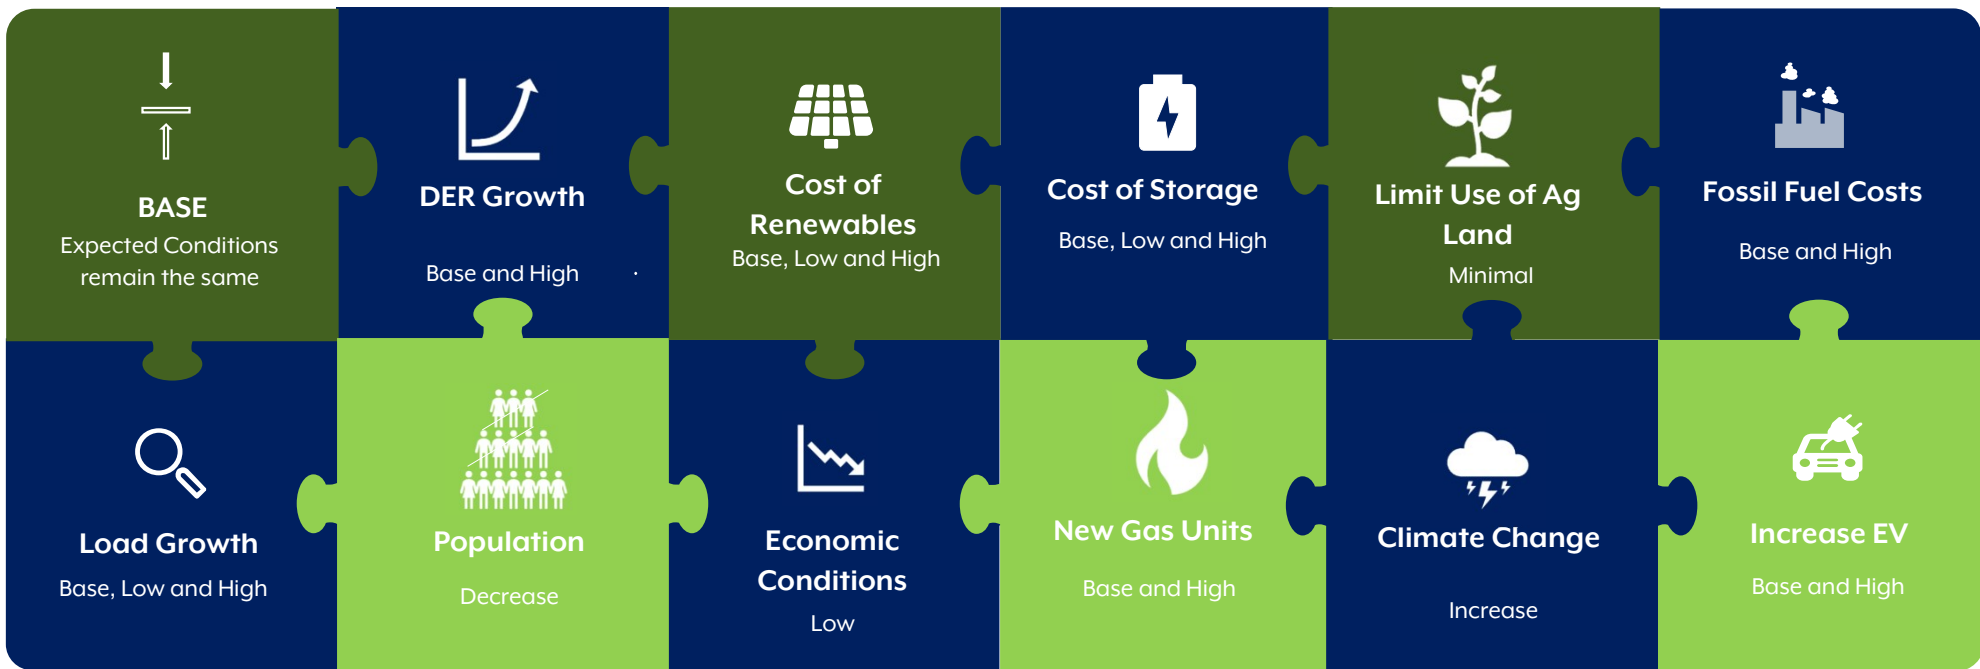 BASE
Expected Conditions
remain the same
DER Growth
Base and High
Cost of
Renewables
Base, Low and High
Cost of Storage
Base, Low and High
Limit Use of Ag
Land
Minimal
Fossil Fuel Costs
Base and High
Load Growth
Base, Low and High
Population
Decrease
Economic
Conditions
Low
New Gas Units
Base and High
Climate Change
Increase
Increase EV
Base and High